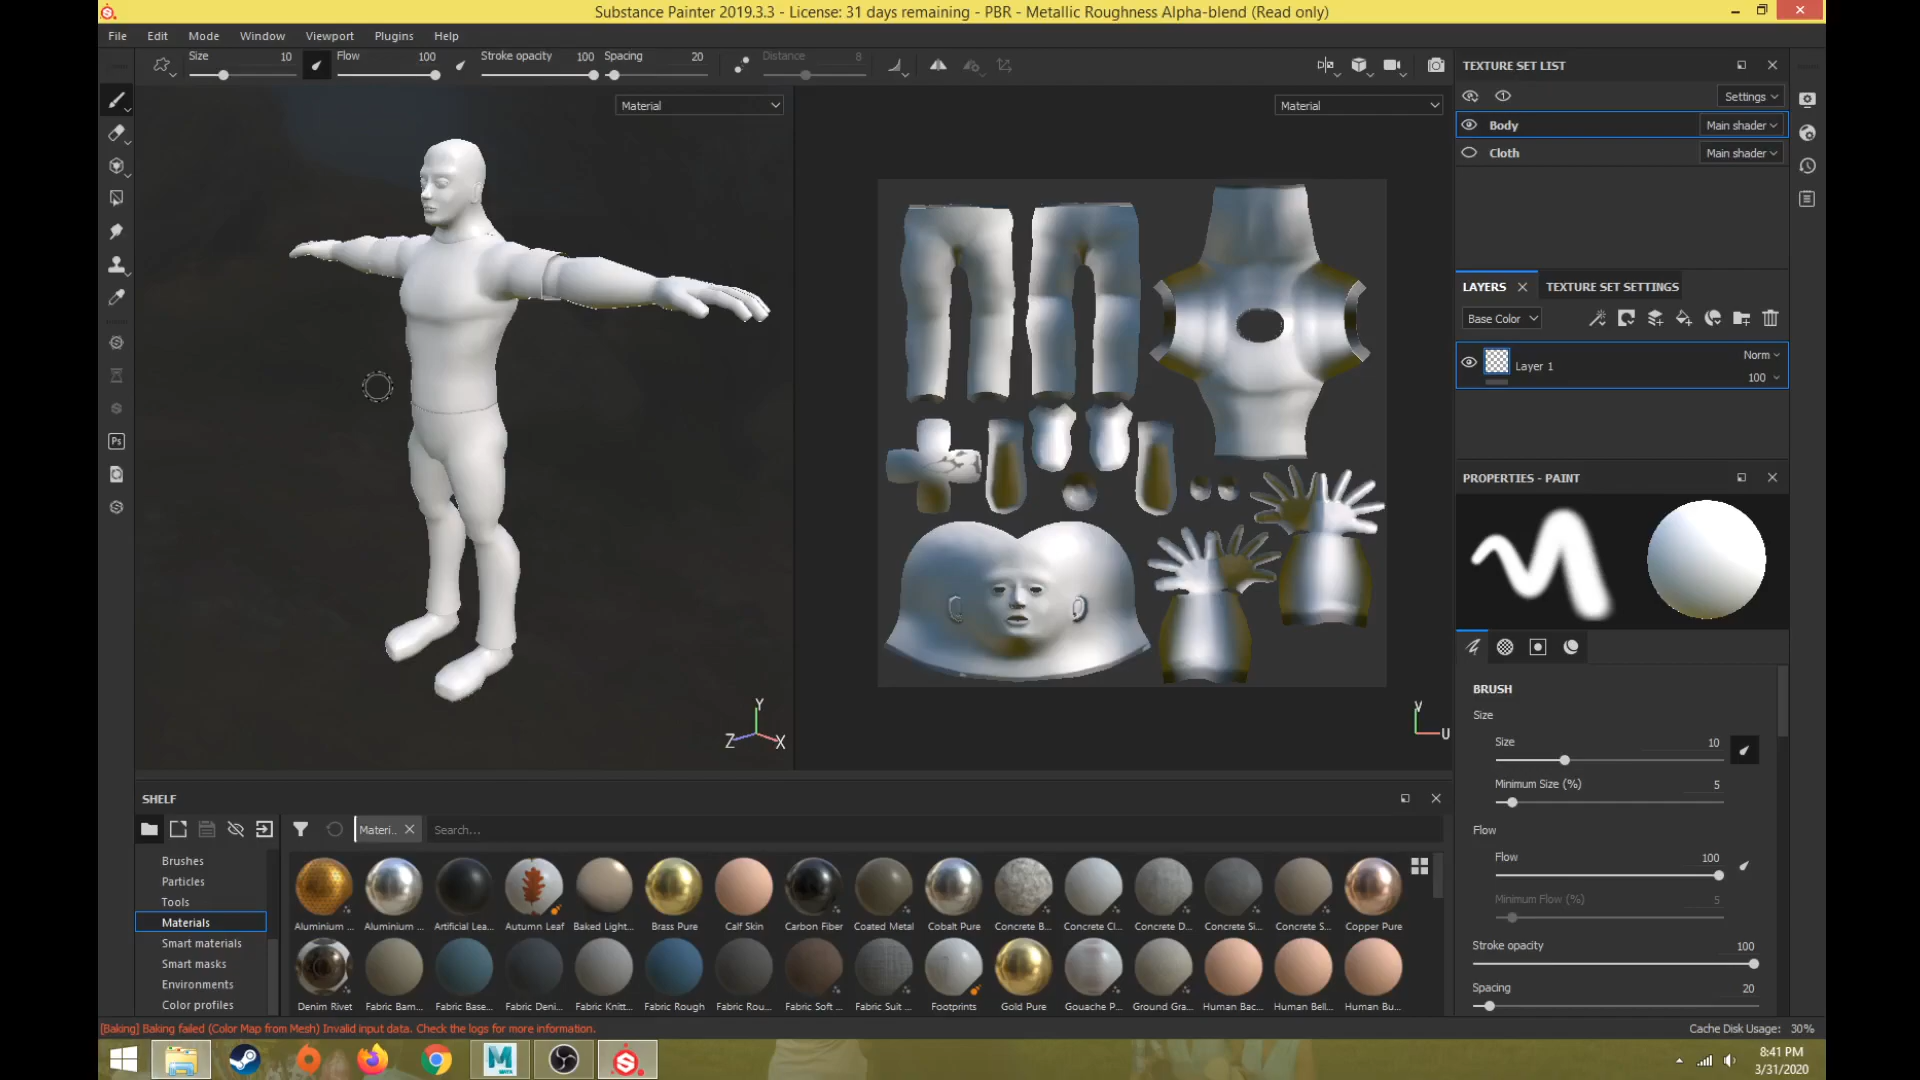 Substance Painter 2019.3.3 - License: 31 days remaining - PBR - Metallic Roughness Alpha-blend (Read only)
File Edit Mode Window Viewport Plugins Help
Size 10 Flow 100 Stroke opacity 100 Spacing 20 Distance 8
Material
Material
TEXTURE SET LIST
Settings
Body Main shader
Cloth Main shader
LAYERS TEXTURE SET SETTINGS
Base Color
Layer 1 Norm
100
PROPERTIES - PAINT
BRUSH
Size
Size 10
Minimum Size (%) 5
Flow
Flow 100
Minimum Flow (%) 5
Stroke opacity 100
Spacing 20
Y
Z X
V
U
Ps
SHELF
Materi.. Search...
Brushes
Particles
Tools
Materials
Smart materials
Smart masks
Environments
Color profiles
Aluminium ... Aluminium ... Artificial Lea... Autumn Leaf Baked Light... Brass Pure Calf Skin Carbon Fiber Coated Metal Cobalt Pure Concrete B... Concrete Cl... Concrete D... Concrete Si... Concrete S... Copper Pure
Denim Rivet Fabric Bam... Fabric Base... Fabric Deni... Fabric Knitt... Fabric Rough Fabric Rou... Fabric Soft ... Fabric Suit ... Footprints Gold Pure Gouache P... Ground Gra... Human Bac... Human Bell... Human Bu...
[Baking] Baking failed (Color Map from Mesh) Invalid input data. Check the logs for more information.
Cache Disk Usage: 30%
8:41 PM
3/31/2020